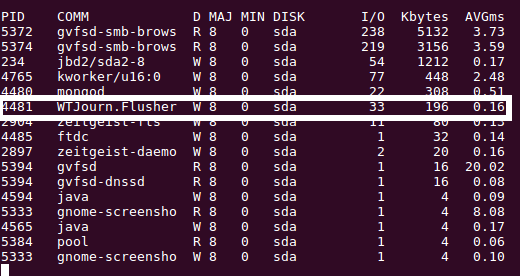 PID    COMM             D MAJ MIN DISK       I/O  Kbytes  AVGms
5372   gvfsd-smb-brows  R 8   0   sda        238    5132   3.73
5374   gvfsd-smb-brows  R 8   0   sda        219    3156   3.59
234    jbd2/sda2-8      W 8   0   sda         54    1212   0.17
4765   kworker/u16:0    W 8   0   sda         77     448   2.48
4480   mongod           W 8   0   sda         22     308   0.51
4481   WTJourn.Flusher  W 8   0   sda         33     196   0.16
2904   zeitgeist-fts    W 8   0   sda         11      80   0.13
4485   ftdc             W 8   0   sda          1      32   0.14
2897   zeitgeist-daemo  W 8   0   sda          2      20   0.16
5394   gvfsd            R 8   0   sda          1      16  20.02
5394   gvfsd-dnssd      R 8   0   sda          1      16   0.08
4594   java             W 8   0   sda          1       4   0.09
5333   gnome-screensho  R 8   0   sda          1       4   8.08
4565   java             W 8   0   sda          1       4   0.17
5384   pool             R 8   0   sda          1       4   0.06
5333   gnome-screensho  W 8   0   sda          1       4   0.10